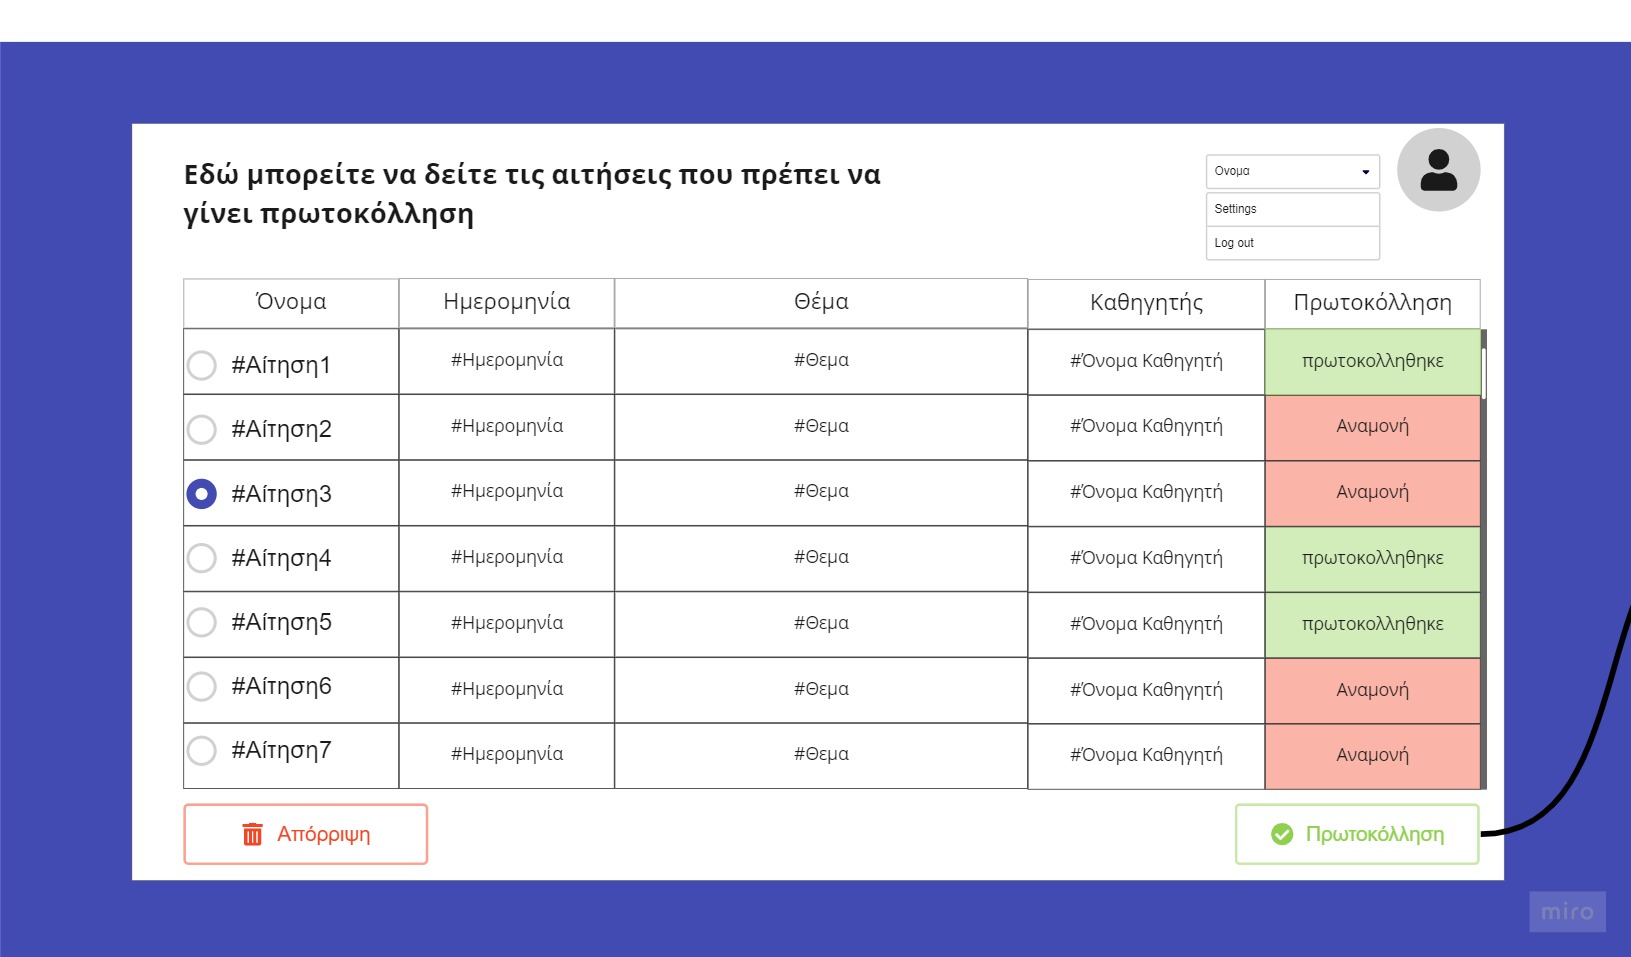 Εδώ μπορείτε να δείτε τις αιτήσεις που πρέπει να
γίνει πρωτοκόλληση
Ονομα
Settings
Log out
Όνομα Ημερομηνία Θέμα Καθηγητής Πρωτοκόλληση
#Αίτηση1 #Ημερομηνία #Θεμα #Όνομα Καθηγητή πρωτοκολληθηκε
#Αίτηση2 #Ημερομηνία #Θεμα #Όνομα Καθηγητή Αναμονή
#Αίτηση3 #Ημερομηνία #Θεμα #Όνομα Καθηγητή Αναμονή
#Αίτηση4 #Ημερομηνία #Θεμα #Όνομα Καθηγητή πρωτοκολληθηκε
#Αίτηση5 #Ημερομηνία #Θεμα #Όνομα Καθηγητή πρωτοκολληθηκε
#Αίτηση6 #Ημερομηνία #Θεμα #Όνομα Καθηγητή Αναμονή
#Αίτηση7 #Ημερομηνία #Θεμα #Όνομα Καθηγητή Αναμονή
Απόρριψη Πρωτοκόλληση
miro